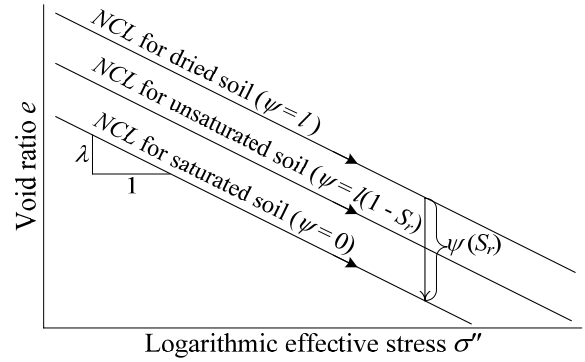 NCL for dried soil (ψ = l)
NCL for unsaturated soil (ψ = l(1 - Sr)
NCL for saturated soil (ψ = 0)
λ
1
ψ(Sr)
Void ratio e
Logarithmic effective stress σ″